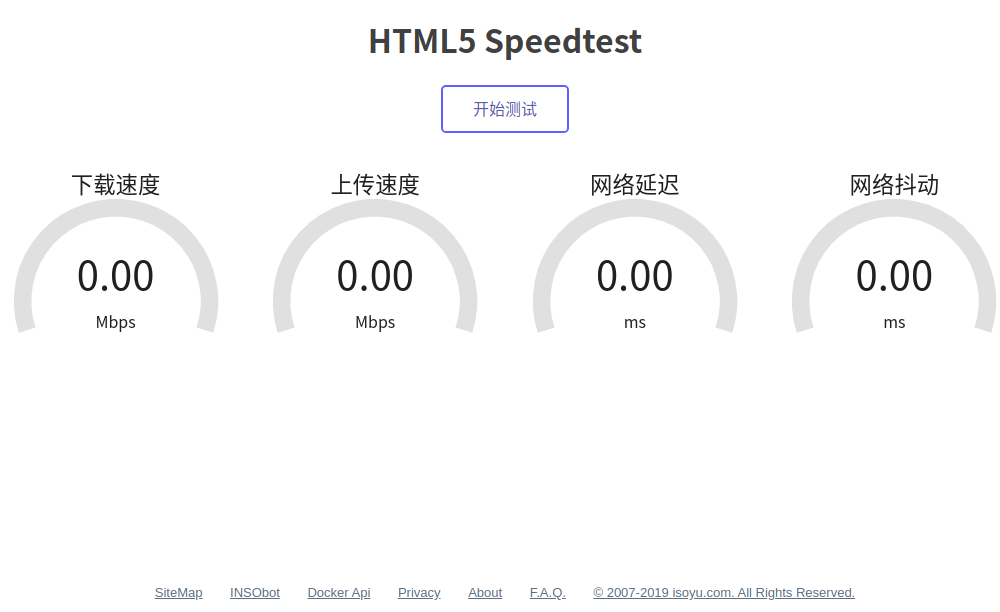 HTML5 Speedtest
开始测试
下载速度 上传速度 网络延迟 网络抖动
0.00 0.00 0.00 0.00
Mbps Mbps ms ms
SiteMap INSObot Docker Api Privacy About F.A.Q. © 2007-2019 isoyu.com. All Rights Reserved.